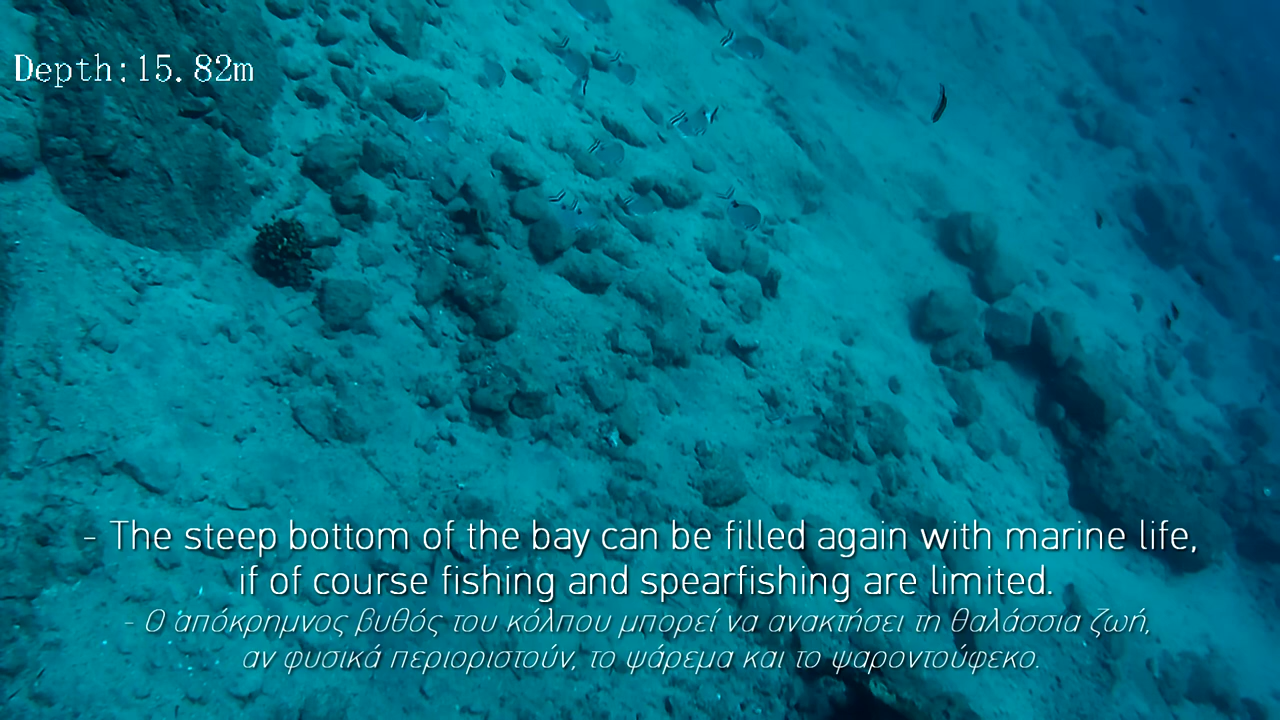 Depth:15.82m
- The steep bottom of the bay can be filled again with marine life,
if of course fishing and spearfishing are limited.
- Ο απόκρημνος βυθός του κόλπου μπορεί να ανακτήσει τη θαλάσσια ζωή,
αν φυσικά περιοριστούν, το ψάρεμα και το ψαροντούφεκο.